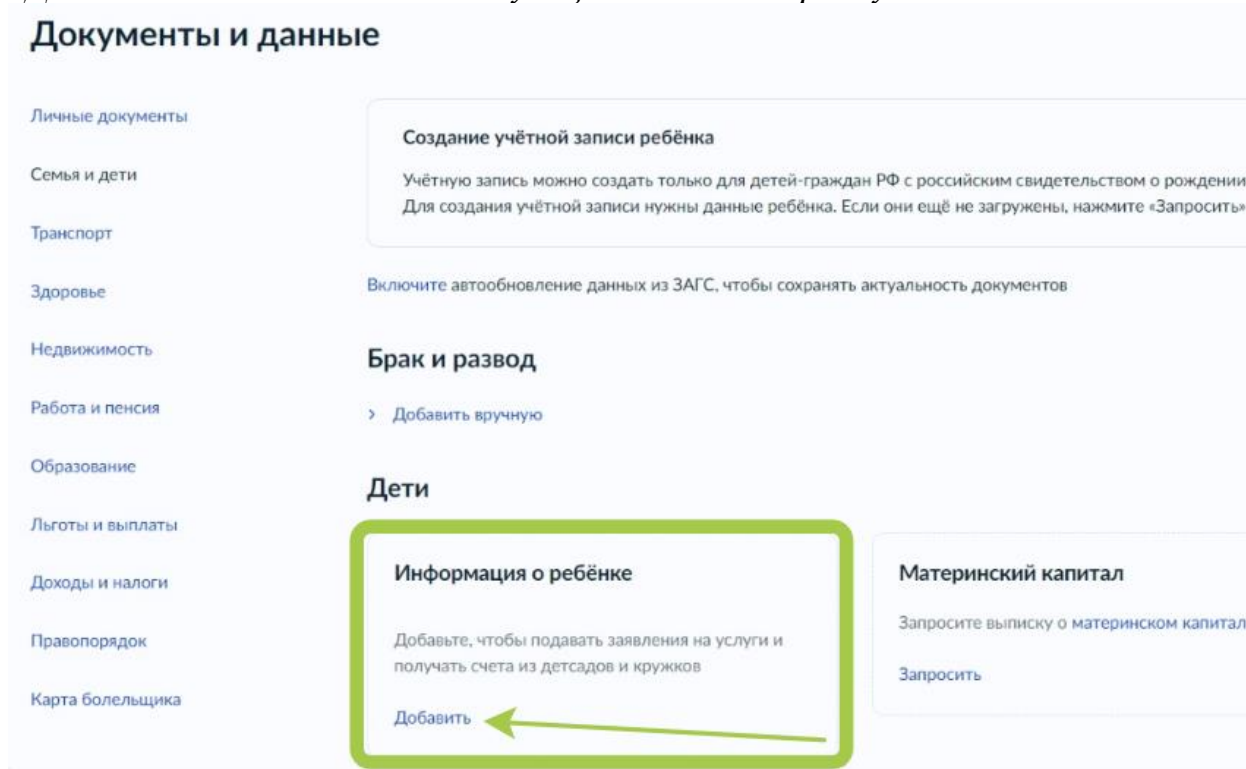 Документы и данные
Личные документы
Семья и дети
Транспорт
Здоровье
Недвижимость
Работа и пенсия
Образование
Льготы и выплаты
Доходы и налоги
Правопорядок
Карта болельщика
Создание учётной записи ребёнка
Учётную запись можно создать только для детей-граждан РФ с российским свидетельством о рождении
Для создания учётной записи нужны данные ребёнка. Если они ещё не загружены, нажмите «Запросить»
Включите автообновление данных из ЗАГС, чтобы сохранять актуальность документов
Брак и развод
> Добавить вручную
Дети
Информация о ребёнке
Добавьте, чтобы подавать заявления на услуги и
получать счета из детсадов и кружков
Добавить
Материнский капитал
Запросите выписку о материнском капитал
Запросить